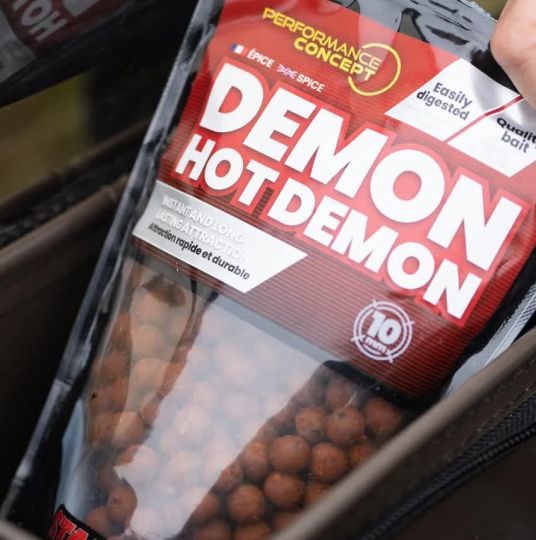 PERFORMANCE
CONCEPT
ÉPICE SPICE
Easily
digested
Quality
bait
DEMON
HOT DEMON
INSTANT AND LONG
LASTING ATTRACTION
Attraction rapide et durable
10
mm